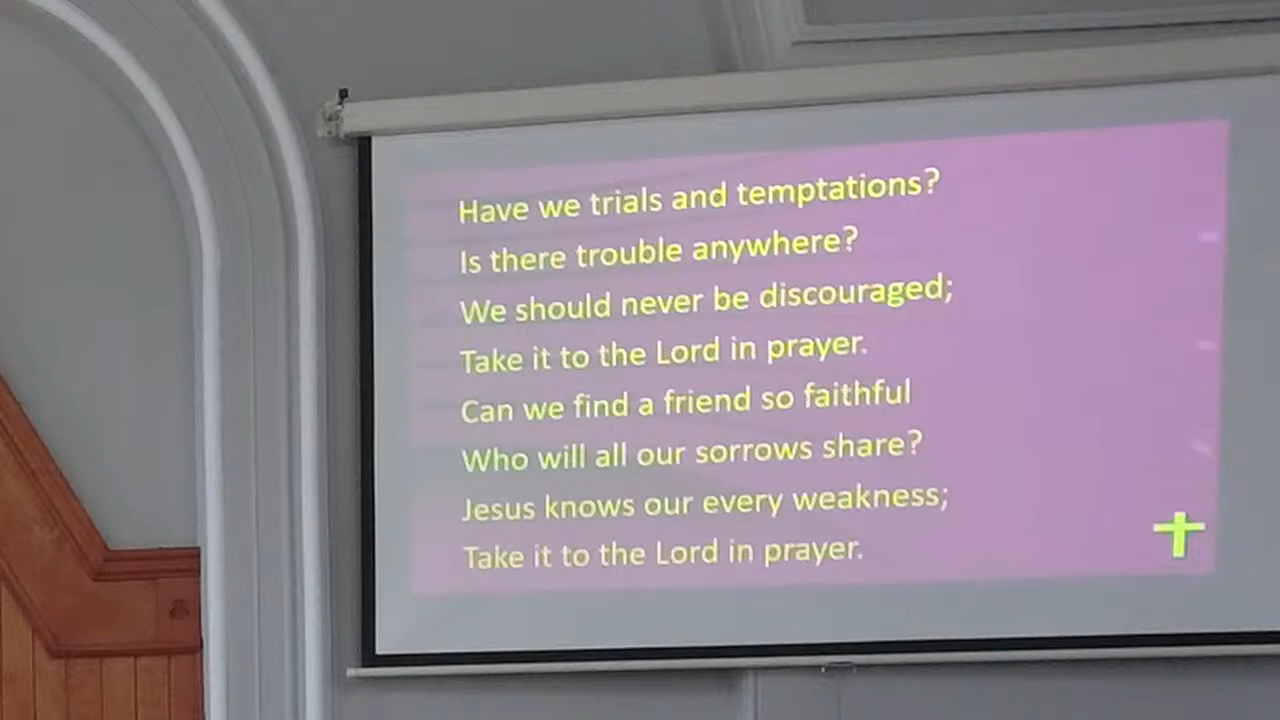 Have we trials and temptations?
Is there trouble anywhere?
We should never be discouraged;
Take it to the Lord in prayer.
Can we find a friend so faithful
Who will all our sorrows share?
Jesus knows our every weakness;
Take it to the Lord in prayer.